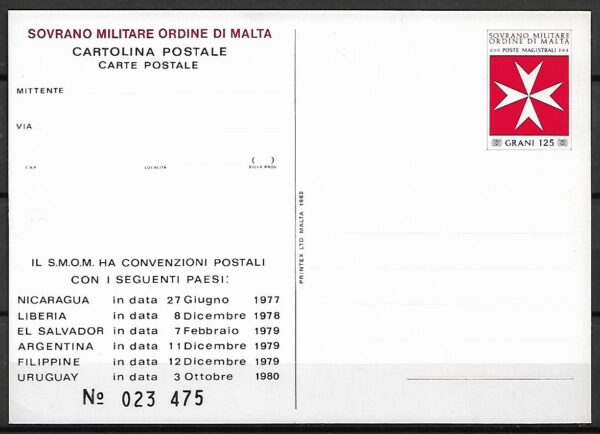 SOVRANO MILITARE ORDINE DI MALTA
CARTOLINA POSTALE
CARTE POSTALE
MITTENTE
VIA
( )
C.A.P. LOCALITÀ SIGLA PROV.
IL S.M.O.M. HA CONVENZIONI POSTALI
CON I SEGUENTI PAESI:
NICARAGUA in data 27 Giugno 1977
LIBERIA in data 8 Dicembre 1978
EL SALVADOR in data 7 Febbraio 1979
ARGENTINA in data 11 Dicembre 1979
FILIPPINE in data 12 Dicembre 1979
URUGUAY in data 3 Ottobre 1980
No 023 475
PRINTEX LTD MALTA 1982
SOVRANO MILITARE
ORDINE DI MALTA
POSTE MAGISTRALI
GRANI 125